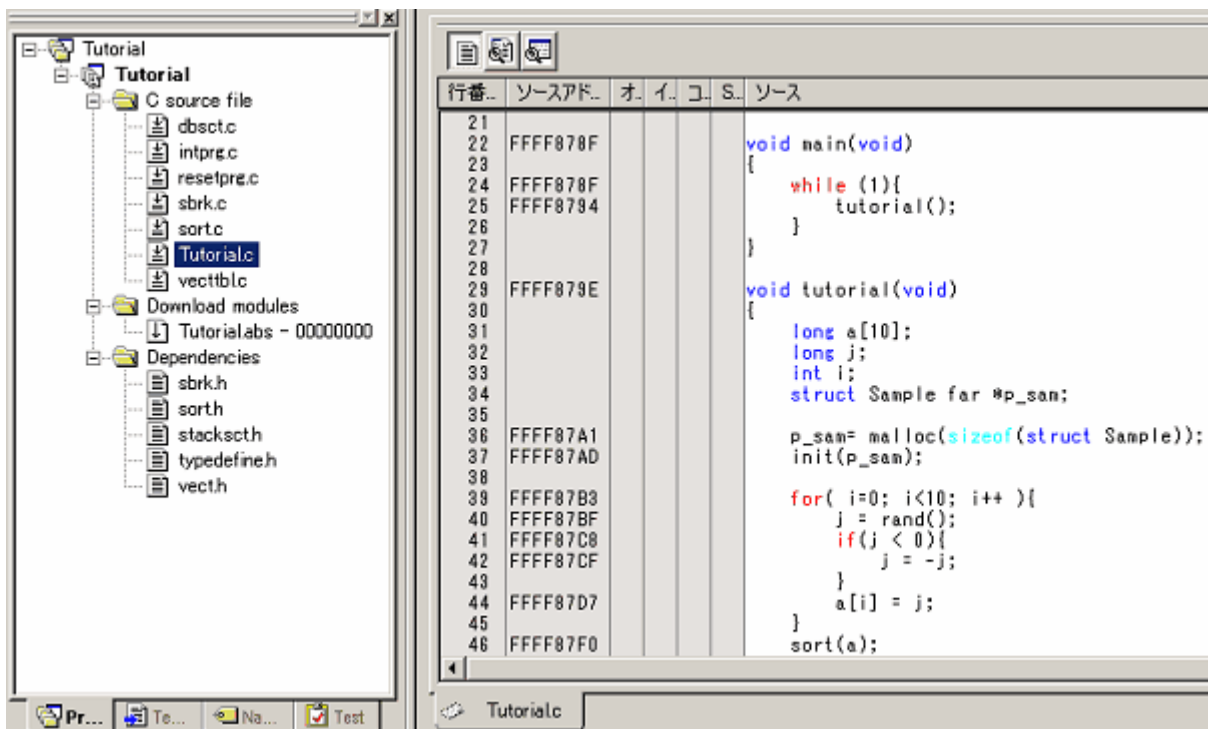 Tutorial
Tutorial
C source file
dbsct.c
intprg.c
resetprg.c
sbrk.c
sort.c
Tutorial.c
vecttbl.c
Download modules
Tutorial.abs - 00000000
Dependencies
sbrk.h
sort.h
stacksct.h
typedefine.h
vect.h
Pr... Te... Na... Test
行番... ソースアド... オ.. イ.. コ.. S.. ソース
21
22 FFFF878F void main(void)
23 {
24 FFFF878F while (1){
25 FFFF8794 tutorial();
26 }
27 }
28
29 FFFF879E void tutorial(void)
30 {
31 long a[10];
32 long j;
33 int i;
34 struct Sample far *p_sam;
35
36 FFFF87A1 p_sam= malloc(sizeof(struct Sample));
37 FFFF87AD init(p_sam);
38
39 FFFF87B3 for( i=0; i<10; i++ ){
40 FFFF87BF j = rand();
41 FFFF87C8 if(j < 0){
42 FFFF87CF j = -j;
43 }
44 FFFF87D7 a[i] = j;
45 }
46 FFFF87F0 sort(a);
Tutorial.c